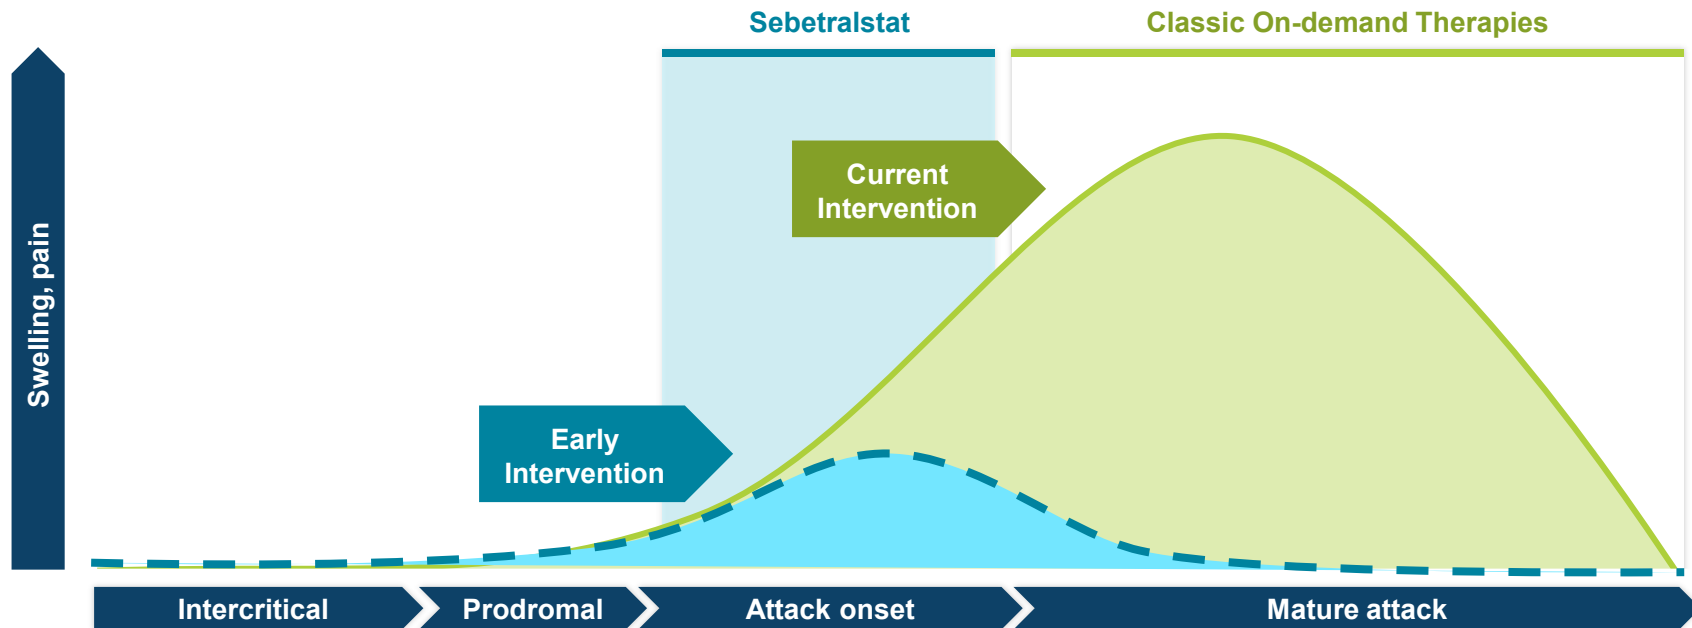 Sebetralstat
Classic On-demand Therapies
Swelling, pain
Current
Intervention
Early
Intervention
Intercritical
Prodromal
Attack onset
Mature attack